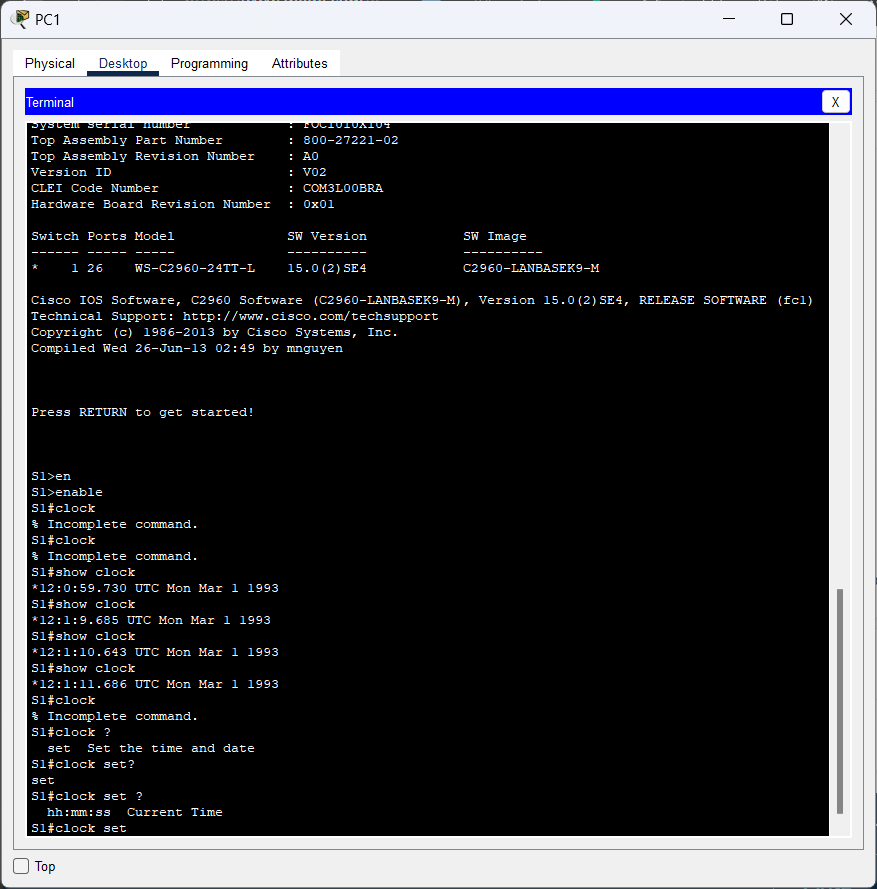 PC1
Physical Desktop Programming Attributes
Terminal X
System serial number : FOC1010X104
Top Assembly Part Number : 800-27221-02
Top Assembly Revision Number : A0
Version ID : V02
CLEI Code Number : COM3L00BRA
Hardware Board Revision Number : 0x01
Switch Ports Model SW Version SW Image
------ ----- ----- ---------- ----------
* 1 26 WS-C2960-24TT-L 15.0(2)SE4 C2960-LANBASEK9-M
Cisco IOS Software, C2960 Software (C2960-LANBASEK9-M), Version 15.0(2)SE4, RELEASE SOFTWARE (fc1)
Technical Support: http://www.cisco.com/techsupport
Copyright (c) 1986-2013 by Cisco Systems, Inc.
Compiled Wed 26-Jun-13 02:49 by mnguyen
Press RETURN to get started!
S1>en
S1>enable
S1#clock
% Incomplete command.
S1#clock
% Incomplete command.
S1#show clock
*12:0:59.730 UTC Mon Mar 1 1993
S1#show clock
*12:1:9.685 UTC Mon Mar 1 1993
S1#show clock
*12:1:10.643 UTC Mon Mar 1 1993
S1#show clock
*12:1:11.686 UTC Mon Mar 1 1993
S1#clock
% Incomplete command.
S1#clock ?
set Set the time and date
S1#clock set?
set
S1#clock set ?
hh:mm:ss Current Time
S1#clock set
Top